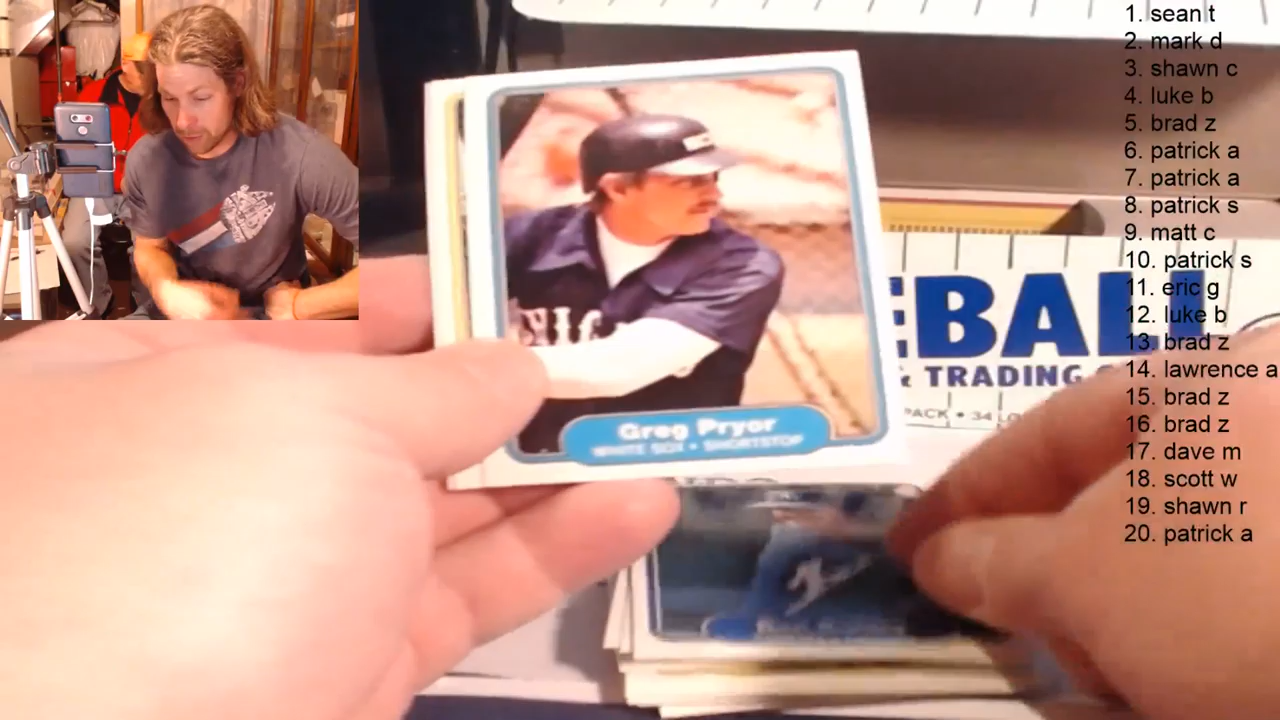 1. sean t
2. mark d
3. shawn c
4. luke b
5. brad z
6. patrick a
7. patrick a
8. patrick s
9. matt c
10. patrick s
11. eric g
12. luke b
13. brad z
14. lawrence a
15. brad z
16. brad z
17. dave m
18. scott w
19. shawn r
20. patrick a
EBALL
& TRADING
PACK • 34
Greg Pryor
WHITE SOX • SHORTSTOP